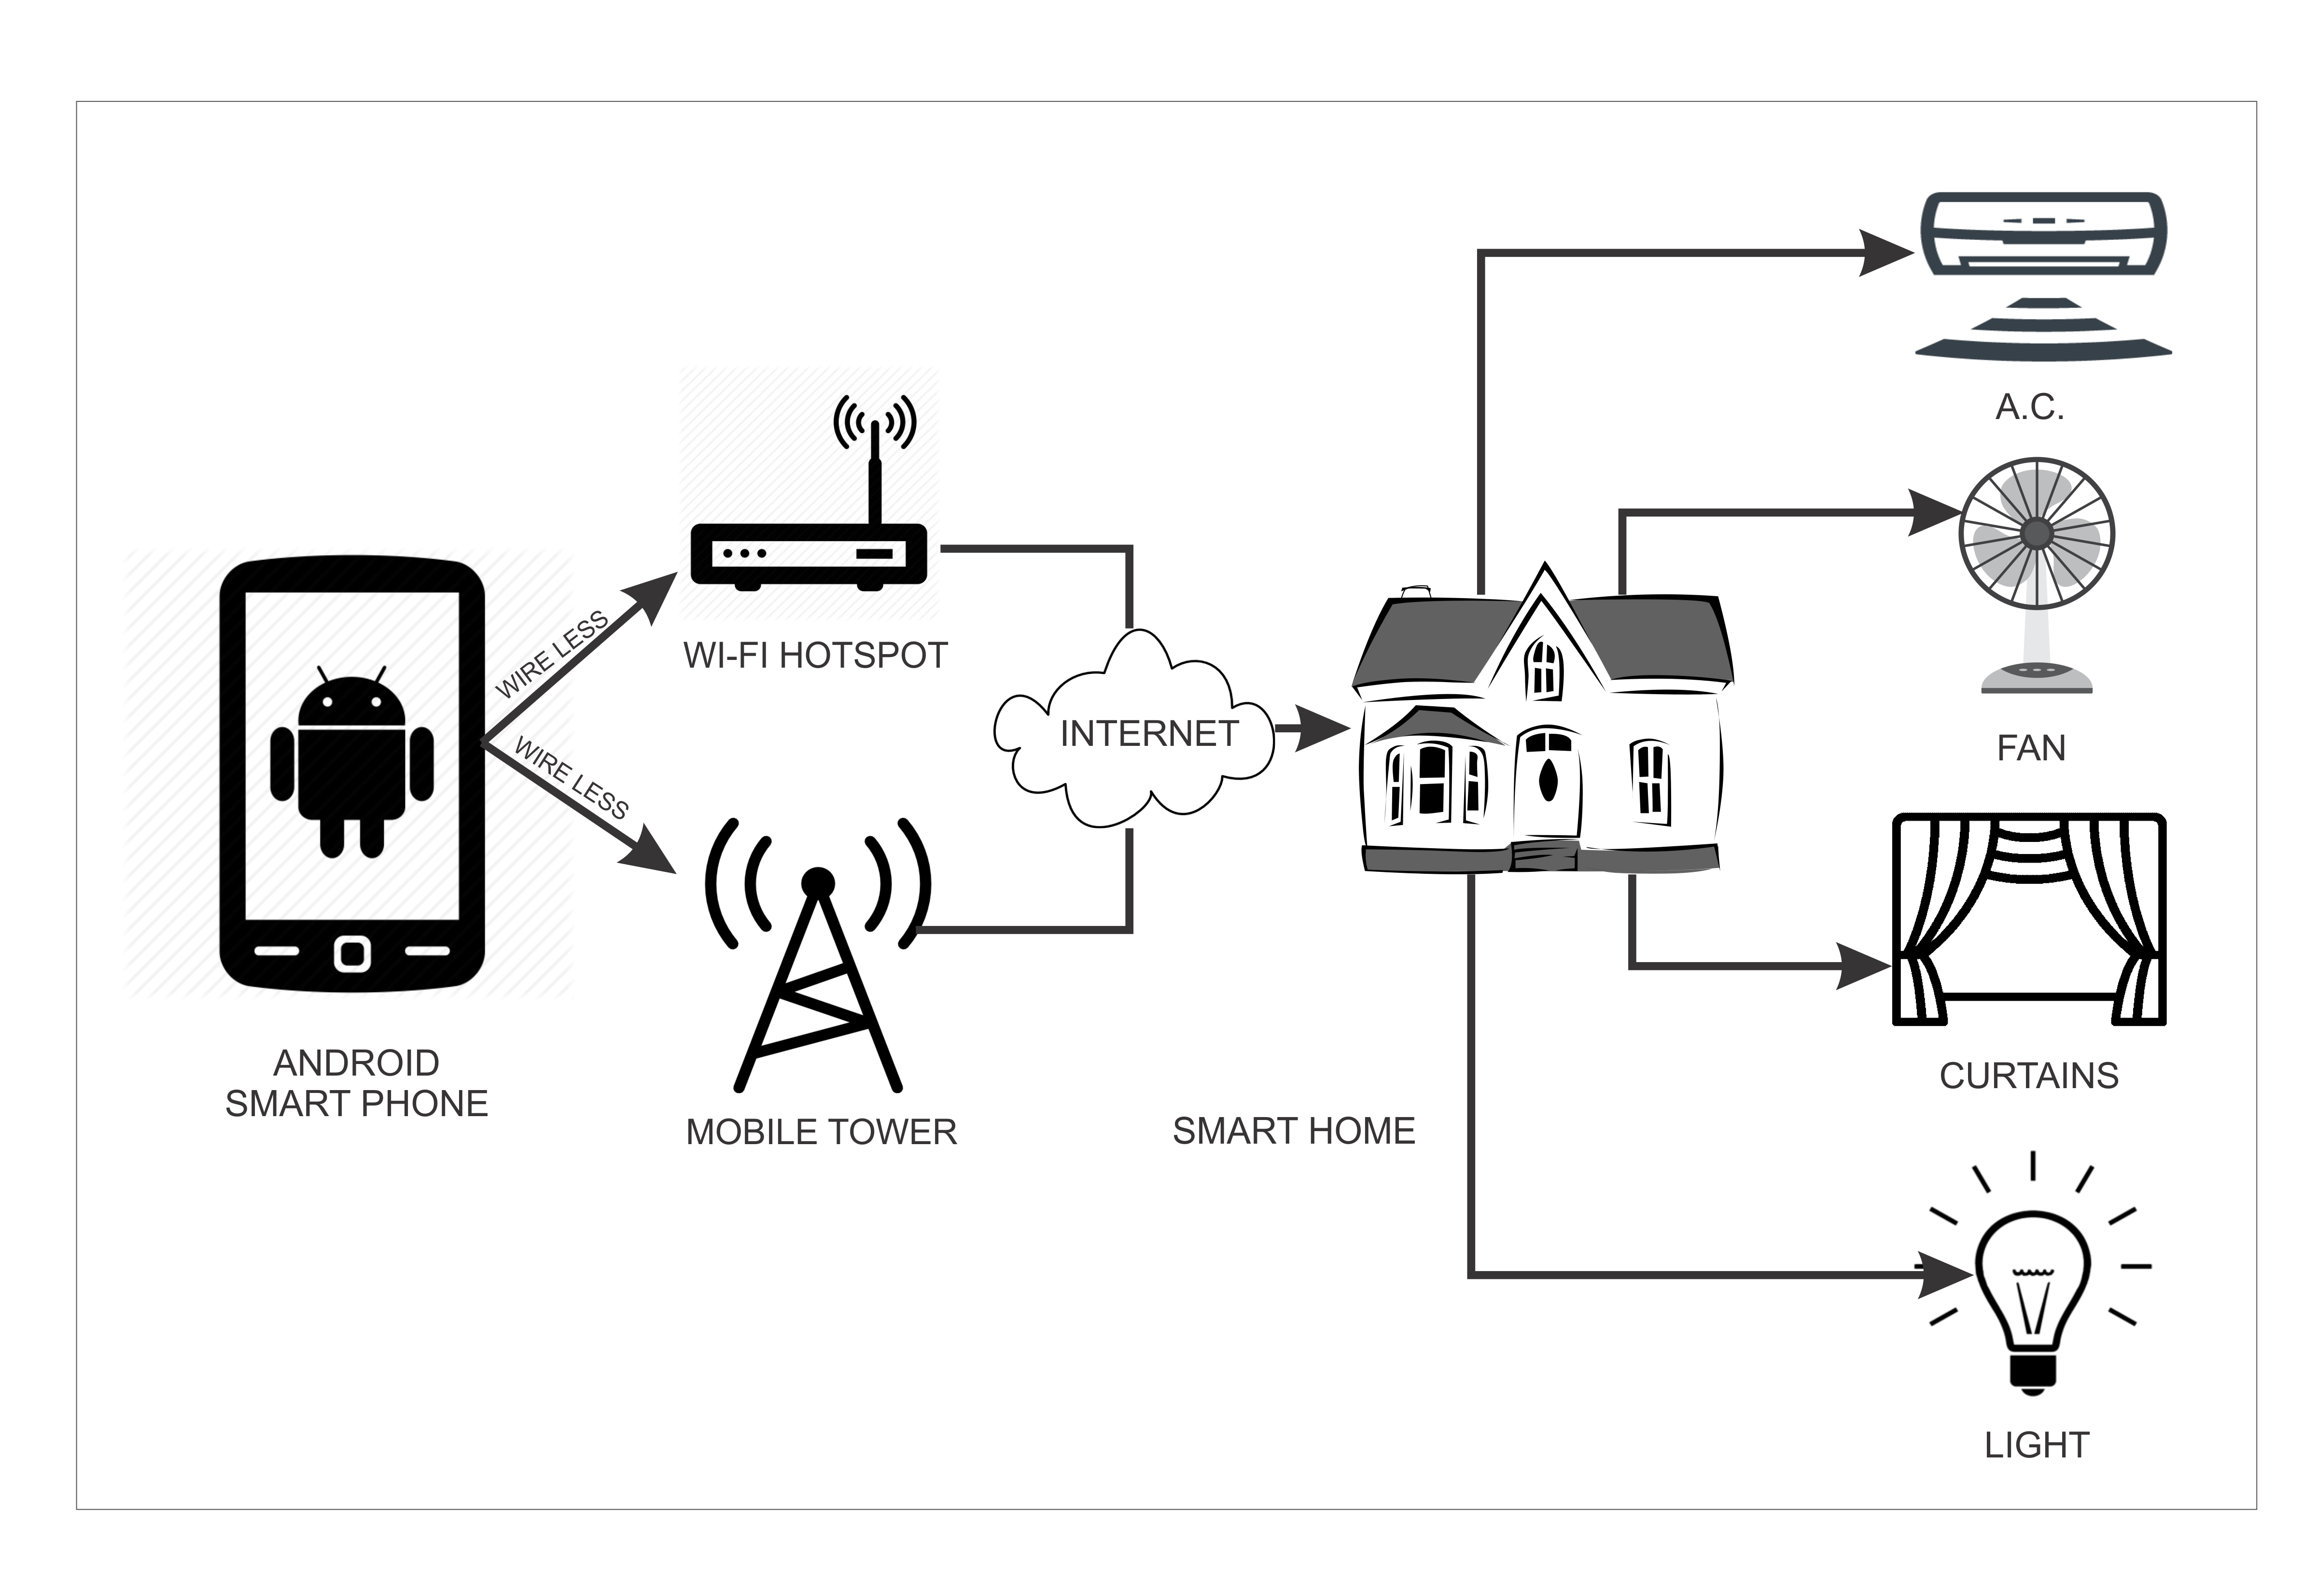 A.C.
WIRE LESS
WI-FI HOTSPOT
INTERNET
FAN
WIRE LESS
ANDROID
SMART PHONE
MOBILE TOWER
SMART HOME
CURTAINS
LIGHT